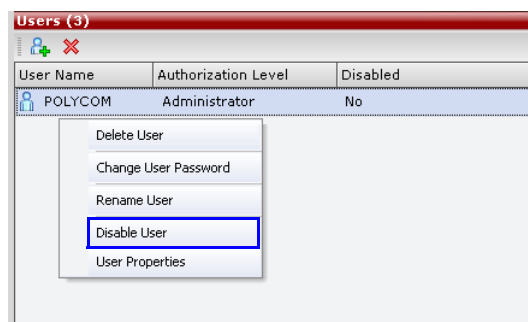 Users (3)
User Name Authorization Level Disabled
POLYCOM Administrator No
Delete User
Change User Password
Rename User
Disable User
User Properties